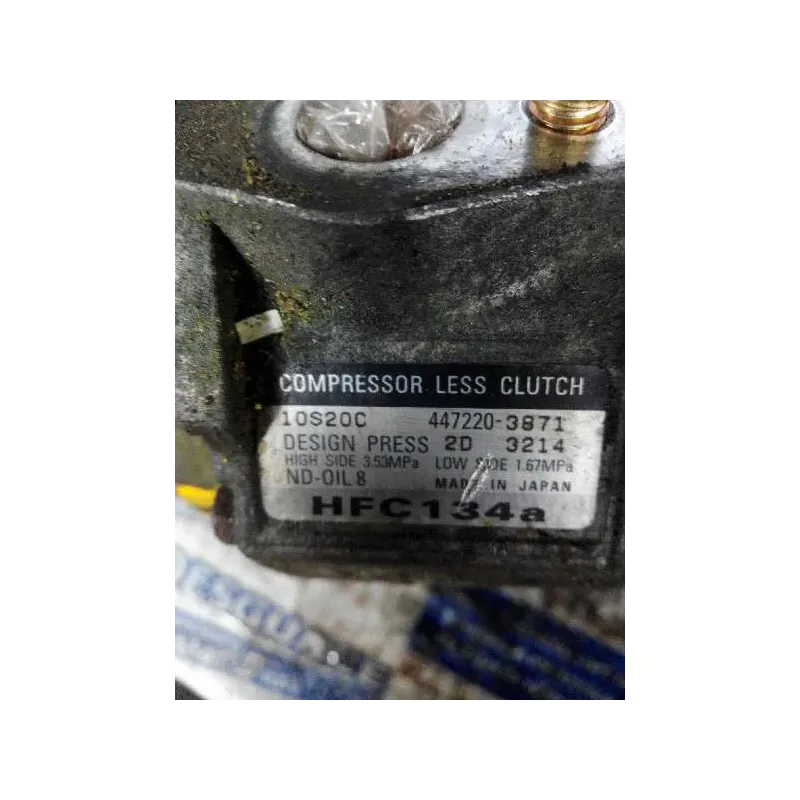 COMPRESSOR LESS CLUTCH
10S20C 447220-3871
DESIGN PRESS 2D 3214
HIGH SIDE 3.53MPa LOW SIDE 1.67MPa
ND-OIL 8 MADE IN JAPAN
HFC134a